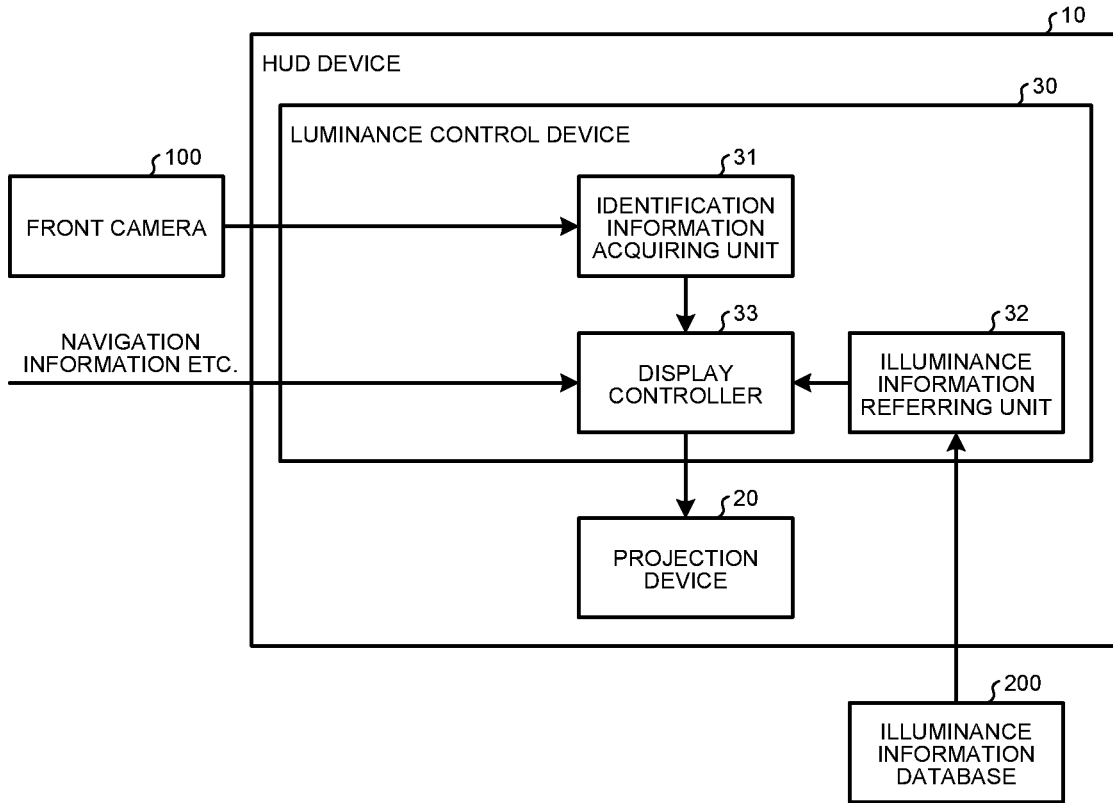 10
HUD DEVICE
30
LUMINANCE CONTROL DEVICE
100
FRONT CAMERA
31
IDENTIFICATION
INFORMATION
ACQUIRING UNIT
NAVIGATION
INFORMATION ETC.
33
DISPLAY
CONTROLLER
32
ILLUMINANCE
INFORMATION
REFERRING UNIT
20
PROJECTION
DEVICE
200
ILLUMINANCE
INFORMATION
DATABASE